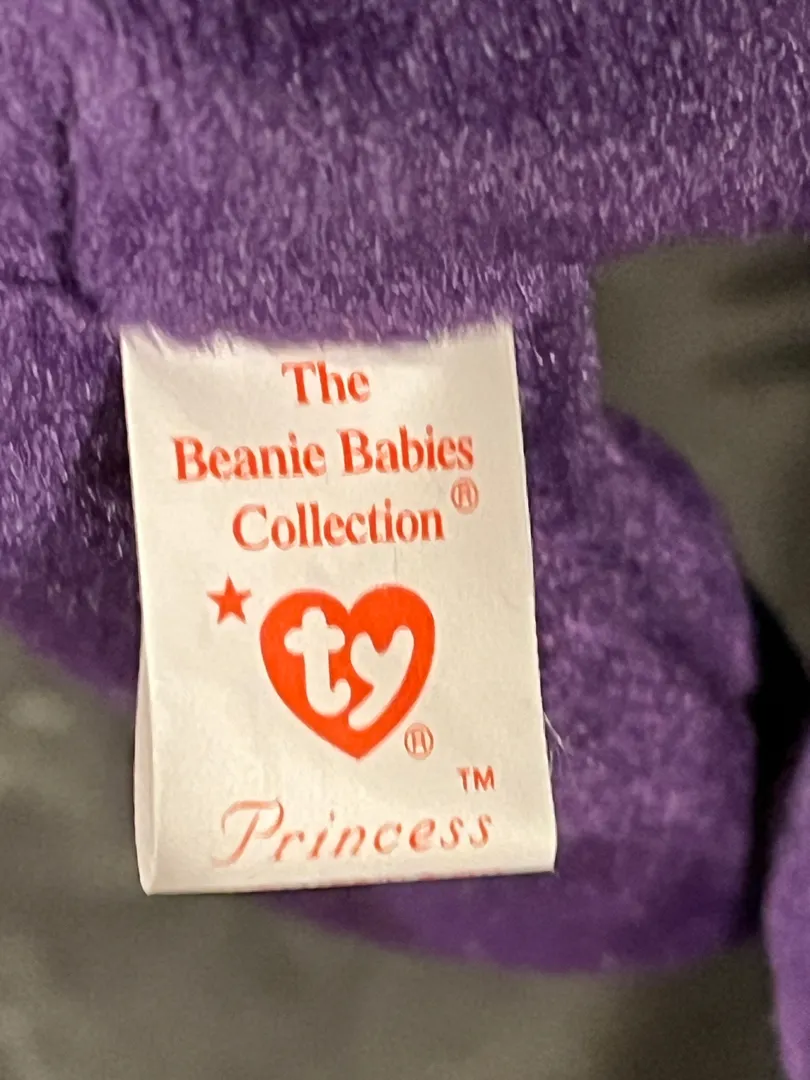 The
Beanie Babies
Collection®
★ ty®
TM
Princess